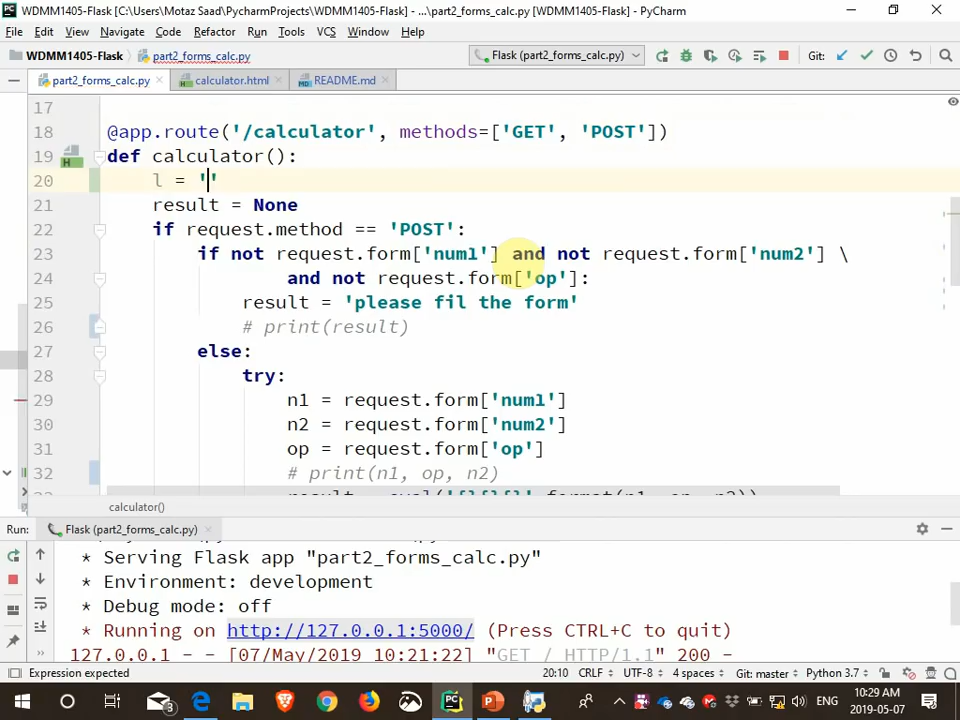 WDMM1405-Flask [C:\Users\Motaz Saad\PycharmProjects\WDMM1405-Flask] - ...\part2_forms_calc.py [WDMM1405-Flask] - PyCharm
File Edit View Navigate Code Refactor Run Tools VCS Window Help
WDMM1405-Flask part2_forms_calc.py Flask (part2_forms_calc.py) Git:
part2_forms_calc.py calculator.html README.md
17
18 @app.route('/calculator', methods=['GET', 'POST'])
19 def calculator():
20 l = ''
21 result = None
22 if request.method == 'POST':
23 if not request.form['num1'] and not request.form['num2'] \
24 and not request.form['op']:
25 result = 'please fil the form'
26 # print(result)
27 else:
28 try:
29 n1 = request.form['num1']
30 n2 = request.form['num2']
31 op = request.form['op']
32 # print(n1, op, n2)
calculator()
Run: Flask (part2_forms_calc.py)
* Serving Flask app "part2_forms_calc.py"
* Environment: development
* Debug mode: off
* Running on http://127.0.0.1:5000/ (Press CTRL+C to quit)
127.0.0.1 - - [07/May/2019 10:21:22] "GET / HTTP/1.1" 200 -
Expression expected 20:10 CRLF UTF-8 4 spaces Git: master Python 3.7
3 ENG 10:29 AM
2019-05-07